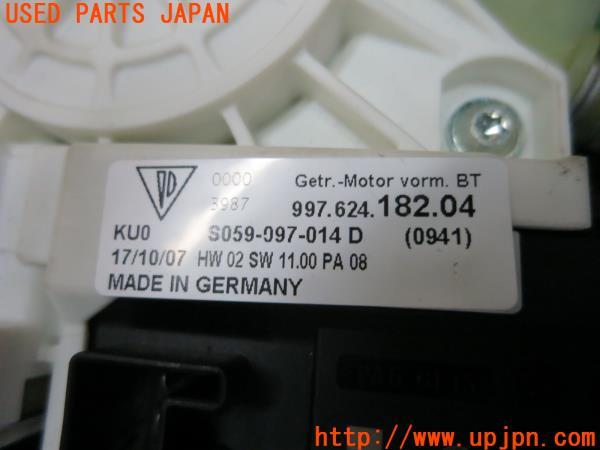 USED PARTS JAPAN
0000
3987
Getr.-Motor vorm. BT
997.624.182.04
KU0 S059-097-014 D (0941)
17/10/07 HW 02 SW 11.00 PA 08
MADE IN GERMANY
www.upjpn.com